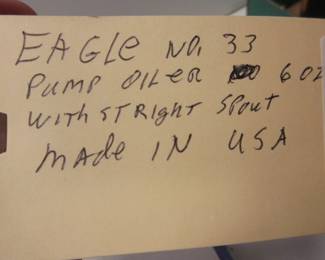 EAGLE NO. 33
PUMP OILER 6 OZ
WITH STRIGHT SPOUT
MADE IN USA